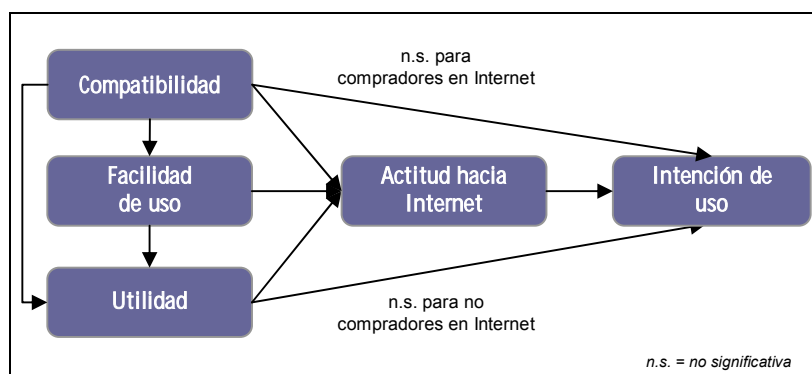 n.s. para
compradores en Internet
Compatibilidad
Facilidad
de uso
Actitud hacia
Internet
Intención de
uso
Utilidad
n.s. para no
compradores en Internet
n.s. = no significativa